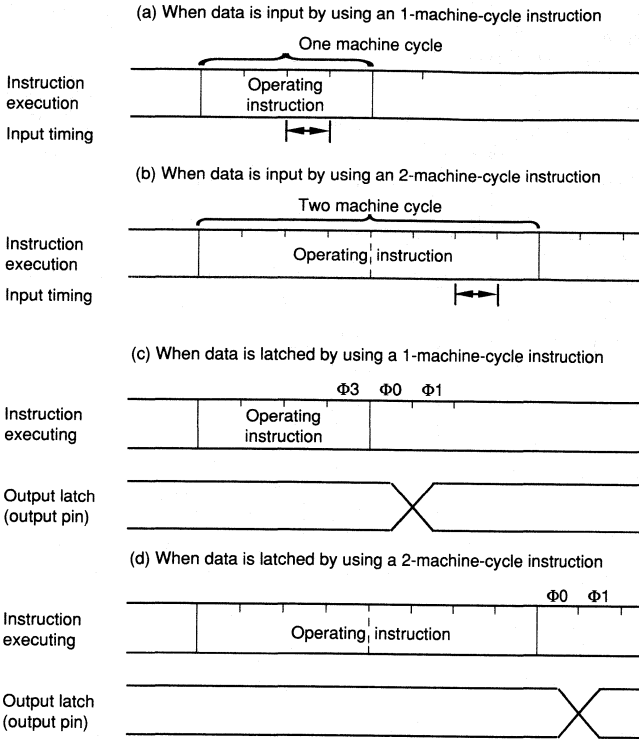 (a) When data is input by using an 1-machine-cycle instruction
One machine cycle
Instruction
execution
Operating
instruction
Input timing
(b) When data is input by using an 2-machine-cycle instruction
Two machine cycle
Instruction
execution
Operating instruction
Input timing
(c) When data is latched by using a 1-machine-cycle instruction
Φ3 Φ0 Φ1
Instruction
executing
Operating
instruction
Output latch
(output pin)
(d) When data is latched by using a 2-machine-cycle instruction
Φ0 Φ1
Instruction
executing
Operating instruction
Output latch
(output pin)